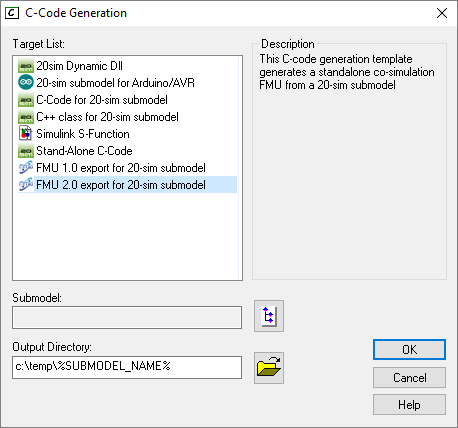 C-Code Generation
Target List:
20sim Dynamic Dll
20-sim submodel for Arduino/AVR
C-Code for 20-sim submodel
C++ class for 20-sim submodel
Simulink S-Function
Stand-Alone C-Code
FMU 1.0 export for 20-sim submodel
FMU 2.0 export for 20-sim submodel
Description
This C-code generation template
generates a standalone co-simulation
FMU from a 20-sim submodel
Submodel:
Output Directory:
c:\temp\%SUBMODEL_NAME%
OK
Cancel
Help